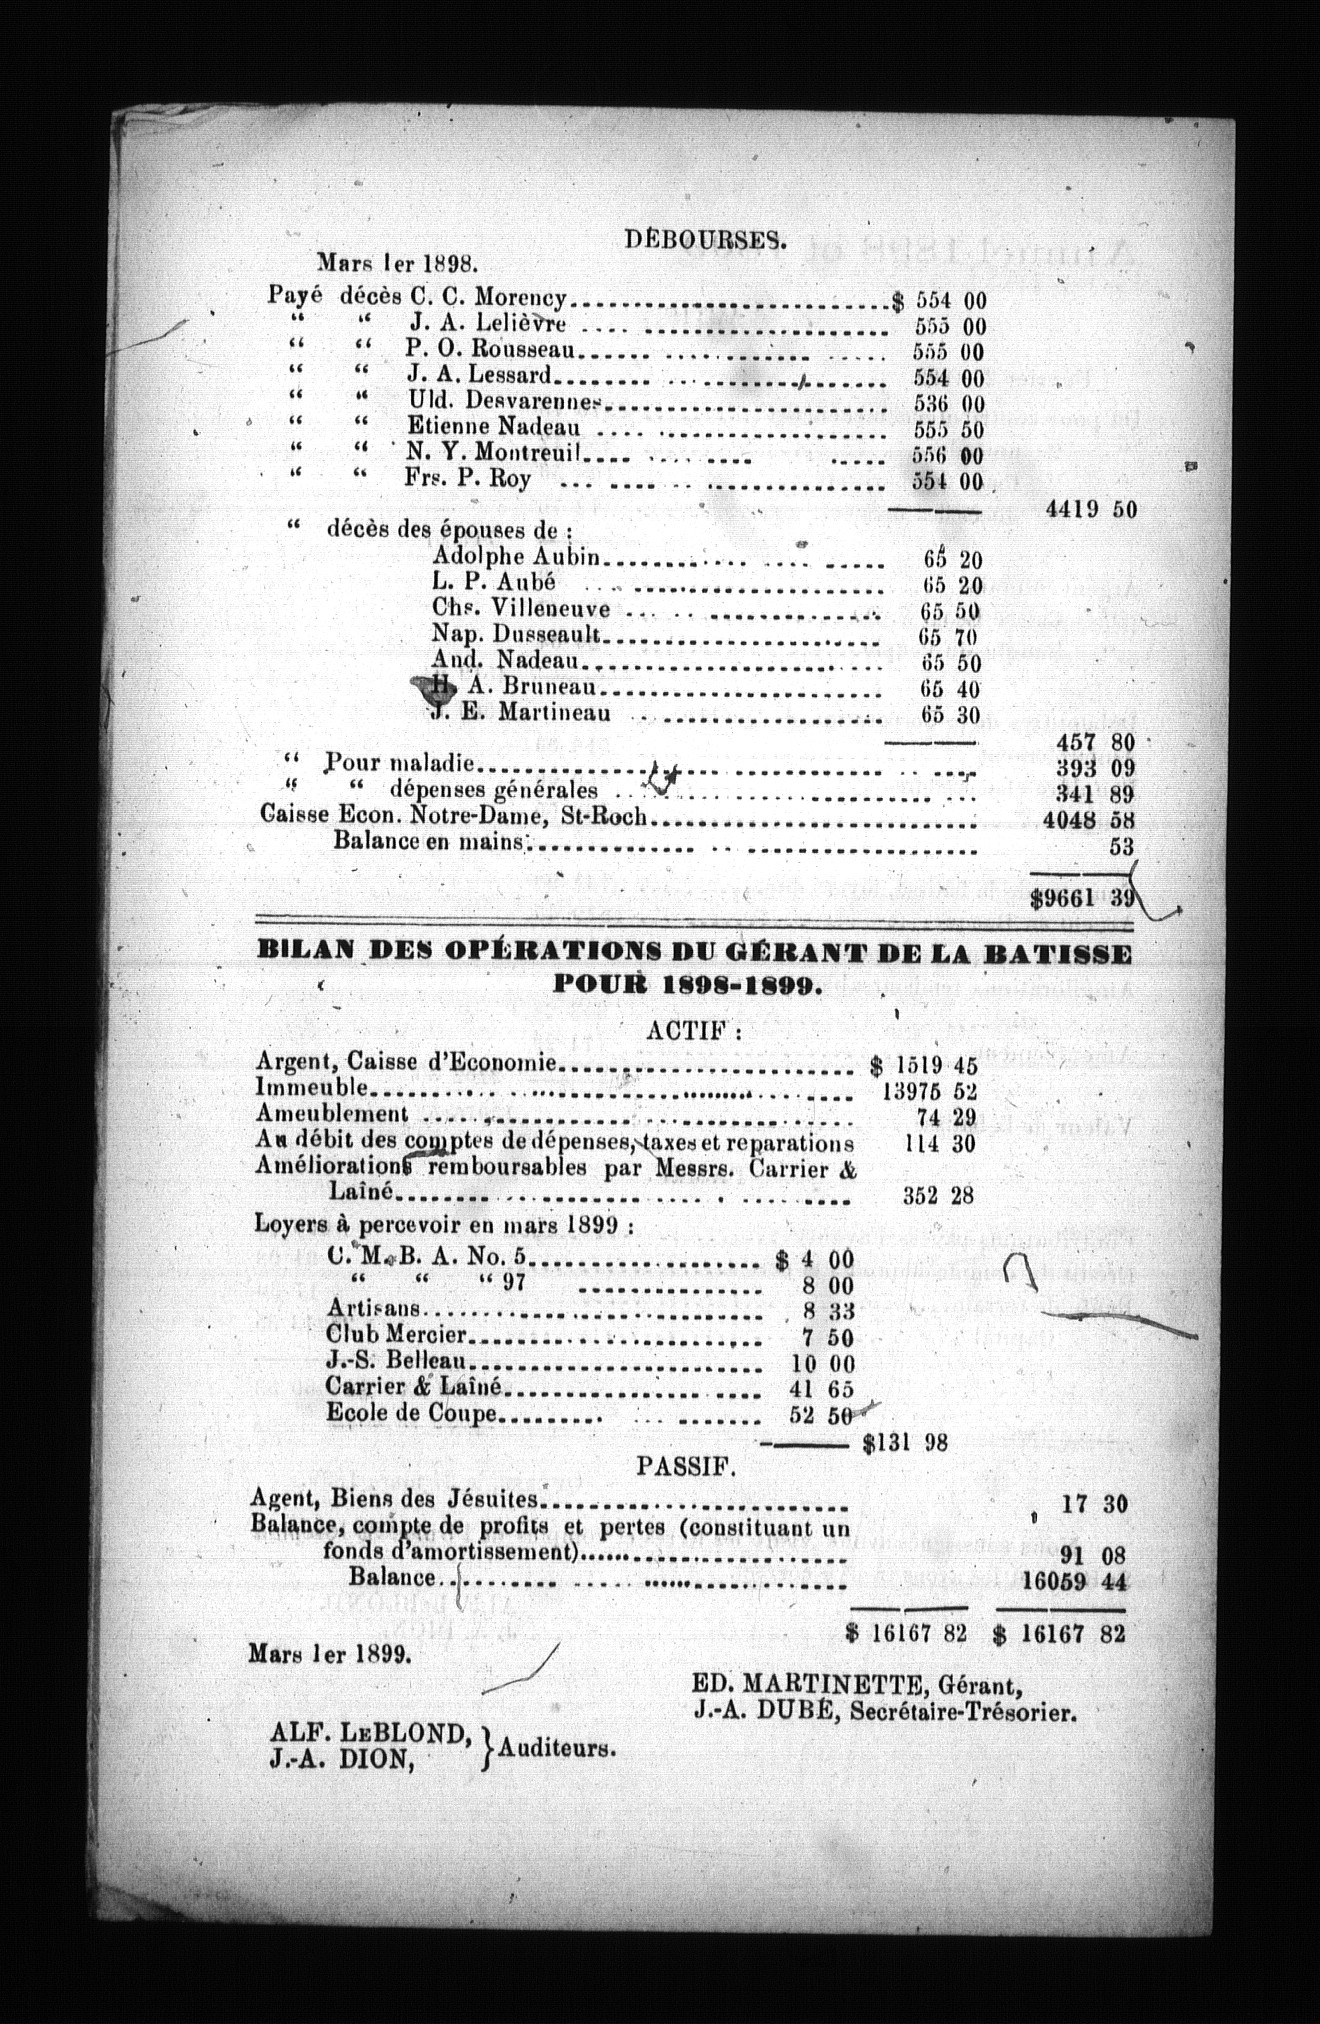 DÉBOURSES.
Mars 1er 1898.
Payé décès C. C. Morency.......... $ 554 00
“ “ J. A. Lelièvre .......... 555 00
“ “ P. O. Rousseau.......... 555 00
“ “ J. A. Lessard.......... 554 00
“ “ Uld. Desvarennes.......... 536 00
“ “ Etienne Nadeau .......... 555 50
“ “ N. Y. Montreuil.......... 556 00
“ “ Frs. P. Roy .......... 554 00
4419 50
“ décès des épouses de :
Adolphe Aubin.......... 65 20
L. P. Aubé .......... 65 20
Chs. Villeneuve .......... 65 50
Nap. Dusseault.......... 65 70
And. Nadeau.......... 65 50
H. A. Bruneau.......... 65 40
J. E. Martineau .......... 65 30
457 80
“ Pour maladie.......... 393 09
“ “ dépenses générales .......... 341 89
Caisse Econ. Notre-Dame, St-Roch.......... 4048 58
Balance en mains.......... 53
$9661 39
BILAN DES OPÉRATIONS DU GÉRANT DE LA BATISSE
POUR 1898-1899.
ACTIF :
Argent, Caisse d'Economie.......... $ 1519 45
Immeuble.......... 13975 52
Ameublement .......... 74 29
Au débit des comptes de dépenses, taxes et reparations 114 30
Améliorations remboursables par Messrs. Carrier &
Laîné.......... 352 28
Loyers à percevoir en mars 1899 :
C. M. B. A. No. 5.......... $ 4 00
“ “ “ 97 .......... 8 00
Artisans.......... 8 33
Club Mercier.......... 7 50
J.-S. Belleau.......... 10 00
Carrier & Laîné.......... 41 65
Ecole de Coupe.......... 52 50
$131 98
PASSIF.
Agent, Biens des Jésuites.......... 17 30
Balance, compte de profits et pertes (constituant un
fonds d'amortissement).......... 91 08
Balance.......... 16059 44
$ 16167 82 $ 16167 82
Mars 1er 1899.
ED. MARTINETTE, Gérant,
J.-A. DUBÉ, Secrétaire-Trésorier.
ALF. LEBLOND,
J.-A. DION, } Auditeurs.